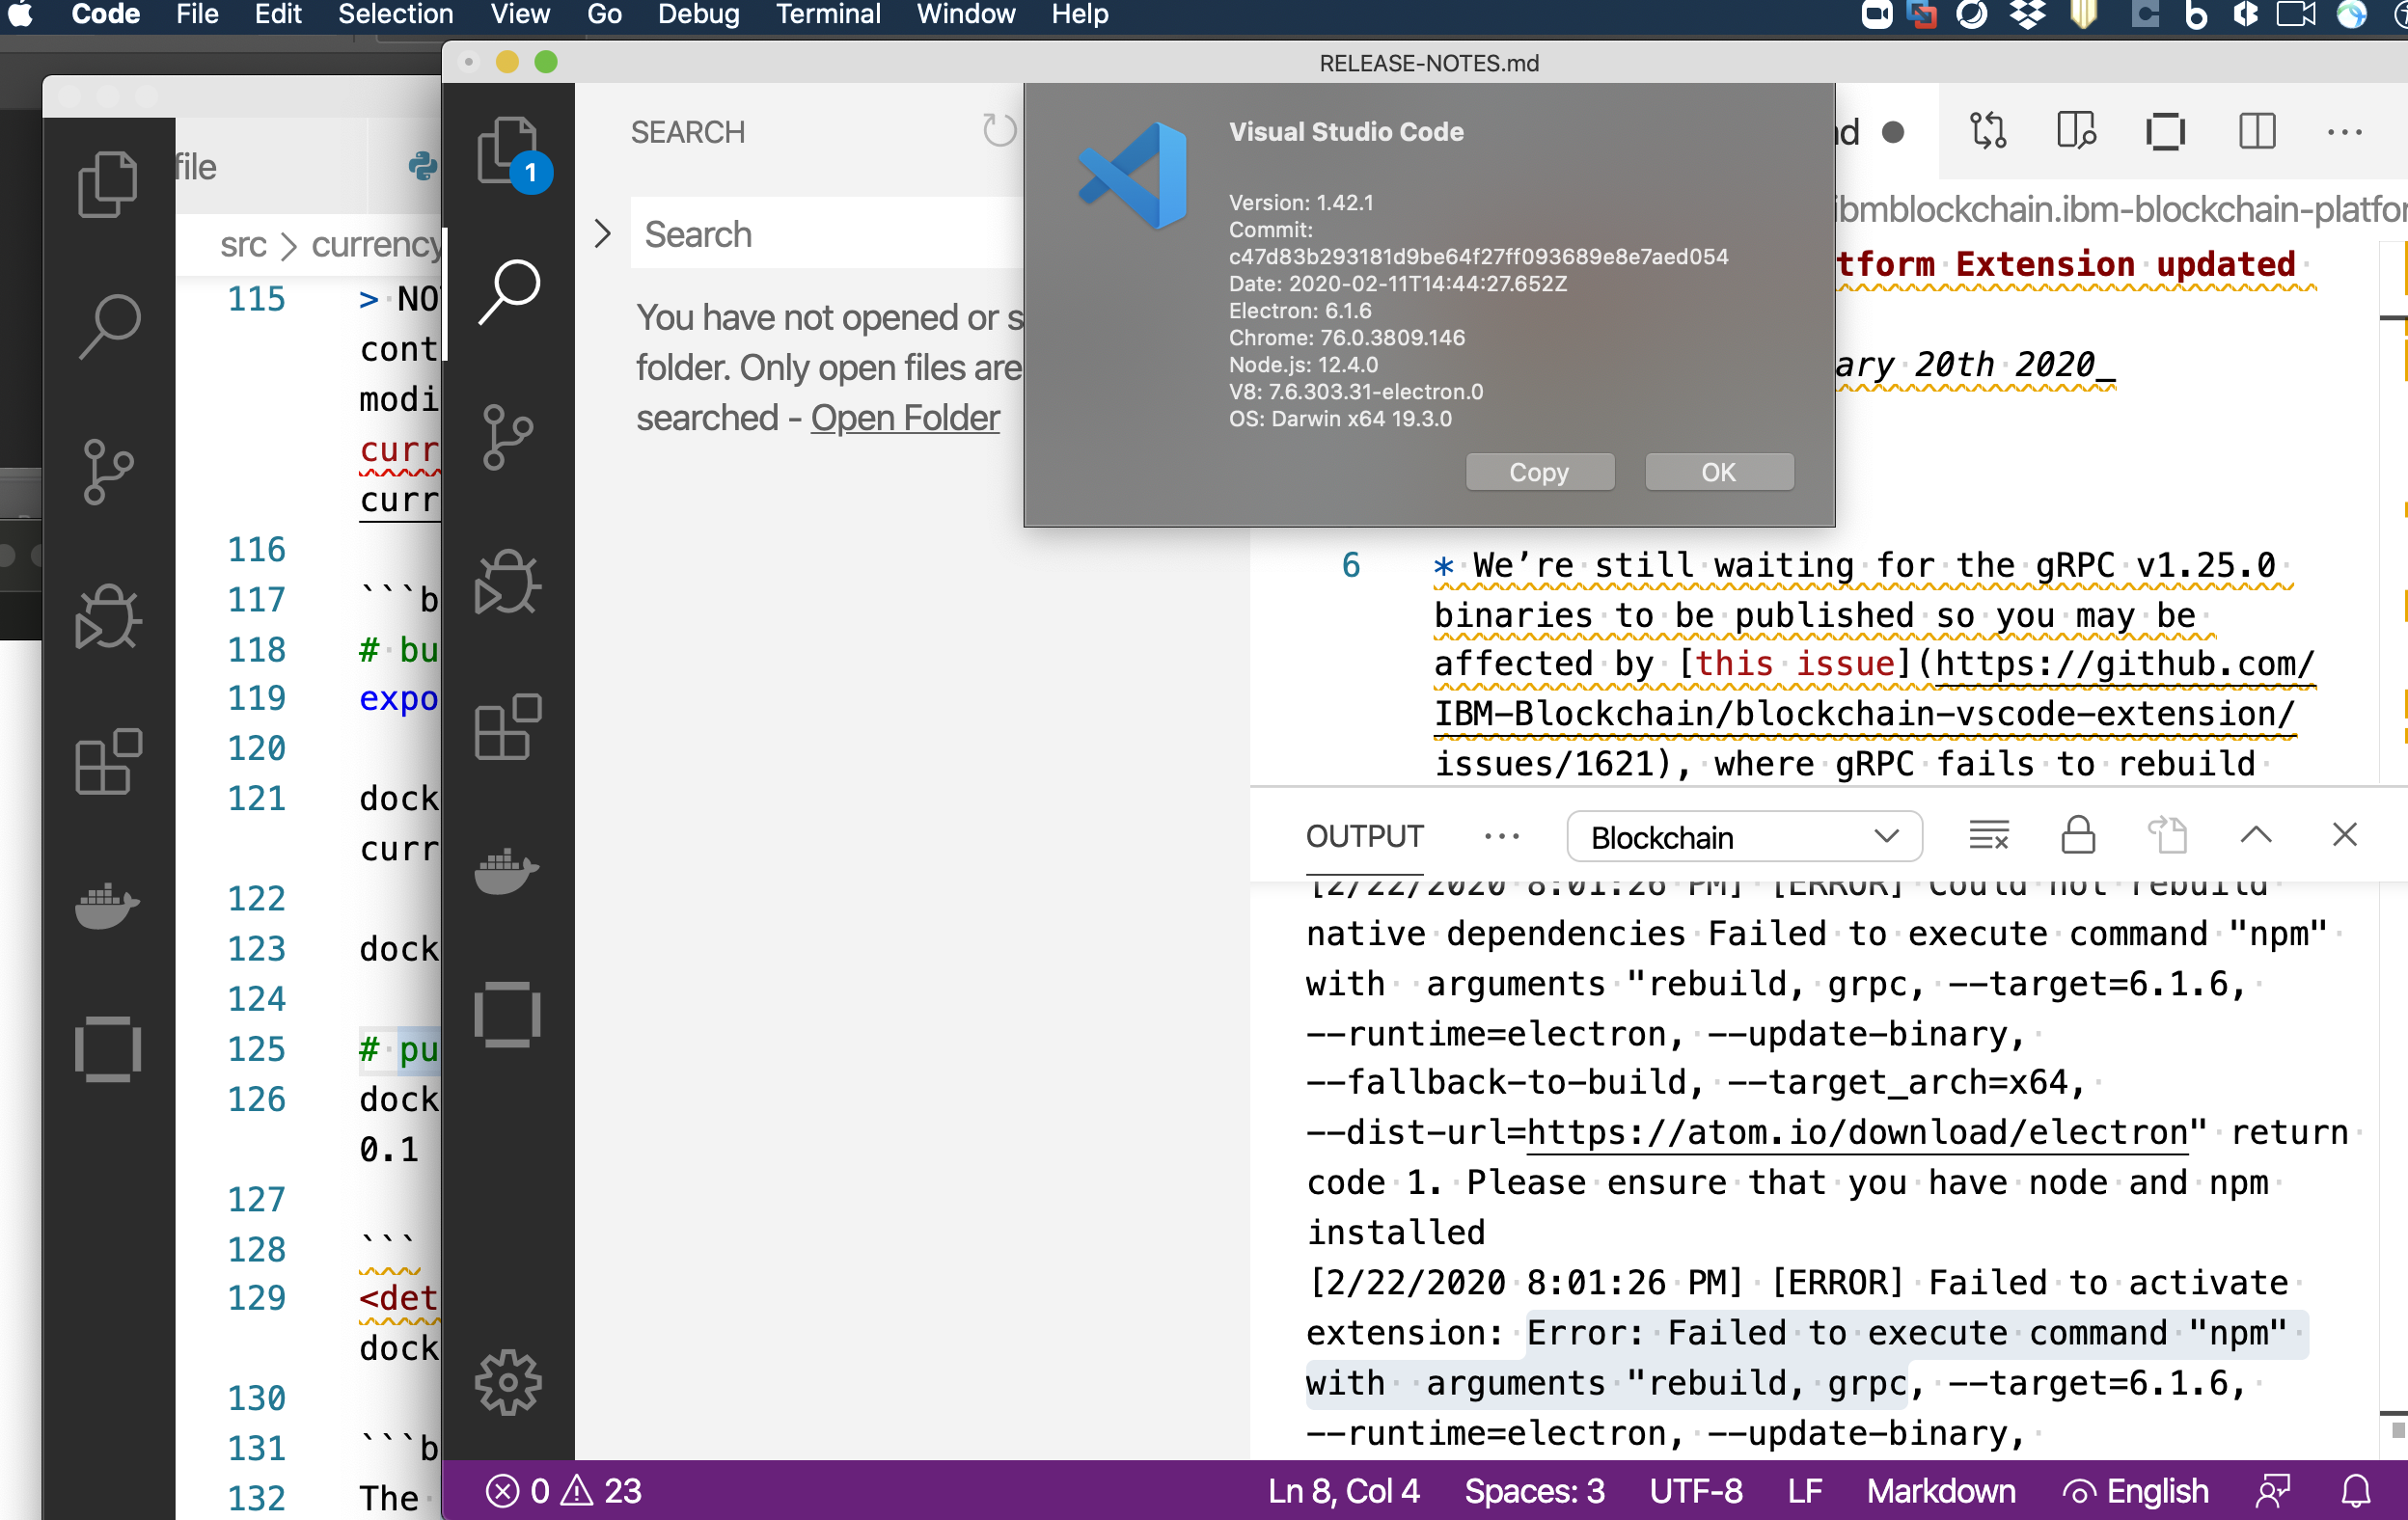 Code File Edit Selection View Go Debug Terminal Window Help
RELEASE-NOTES.md
file
src > currency
115
> NO
cont
modi
curr
curr
116
117
```b
118
# bu
119
expo
120
121
dock
curr
122
123
dock
124
125
# pu
126
dock
0.1
127
128
```
129
<det
dock
130
131
```b
132
The
1
SEARCH
Search
You have not opened or s
folder. Only open files are
searched - Open Folder
Visual Studio Code
Version: 1.42.1
Commit:
c47d83b293181d9be64f27ff093689e8e7aed054
Date: 2020-02-11T14:44:27.652Z
Electron: 6.1.6
Chrome: 76.0.3809.146
Node.js: 12.4.0
V8: 7.6.303.31-electron.0
OS: Darwin x64 19.3.0
Copy OK
d
ibmblockchain.ibm-blockchain-platfor
tform Extension updated
ary 20th 2020_
6 * We’re still waiting for the gRPC v1.25.0
binaries to be published so you may be
affected by [this issue](https://github.com/
IBM-Blockchain/blockchain-vscode-extension/
issues/1621), where gRPC fails to rebuild
OUTPUT ... Blockchain
[2/22/2020 8:01:26 PM] [ERROR] Could not rebuild
native dependencies Failed to execute command "npm"
with  arguments "rebuild, grpc, --target=6.1.6,
--runtime=electron, --update-binary,
--fallback-to-build, --target_arch=x64,
--dist-url=https://atom.io/download/electron" return
code 1. Please ensure that you have node and npm
installed
[2/22/2020 8:01:26 PM] [ERROR] Failed to activate
extension: Error: Failed to execute command "npm"
with  arguments "rebuild, grpc, --target=6.1.6,
--runtime=electron, --update-binary,
0 23 Ln 8, Col 4 Spaces: 3 UTF-8 LF Markdown English